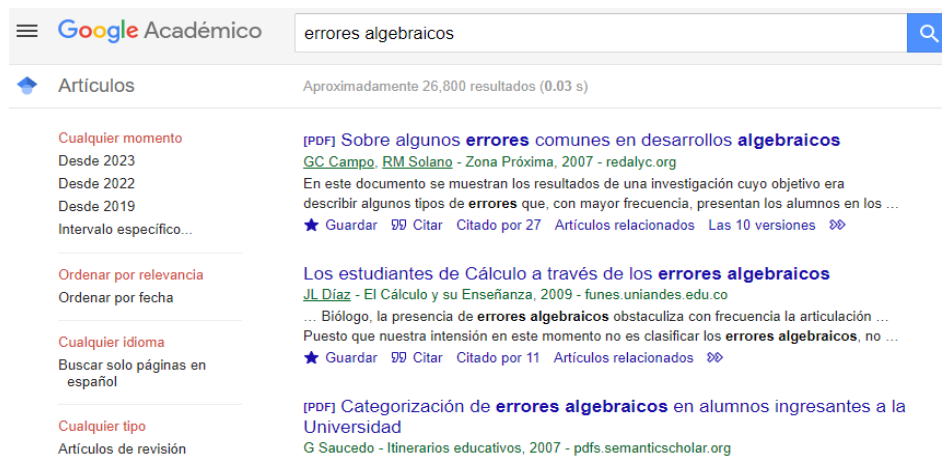 Google Académico
errores algebraicos
Artículos
Aproximadamente 26,800 resultados (0.03 s)
Cualquier momento
Desde 2023
Desde 2022
Desde 2019
Intervalo específico...
Ordenar por relevancia
Ordenar por fecha
Cualquier idioma
Buscar solo páginas en
español
Cualquier tipo
Artículos de revisión
[PDF] Sobre algunos errores comunes en desarrollos algebraicos
GC Campo, RM Solano - Zona Próxima, 2007 - redalyc.org
En este documento se muestran los resultados de una investigación cuyo objetivo era
describir algunos tipos de errores que, con mayor frecuencia, presentan los alumnos en los ...
Guardar Citar Citado por 27 Artículos relacionados Las 10 versiones
Los estudiantes de Cálculo a través de los errores algebraicos
JL Díaz - El Cálculo y su Enseñanza, 2009 - funes.uniandes.edu.co
... Biólogo, la presencia de errores algebraicos obstaculiza con frecuencia la articulación ...
Puesto que nuestra intensión en este momento no es clasificar los errores algebraicos, no ...
Guardar Citar Citado por 11 Artículos relacionados
[PDF] Categorización de errores algebraicos en alumnos ingresantes a la
Universidad
G Saucedo - Itinerarios educativos, 2007 - pdfs.semanticscholar.org